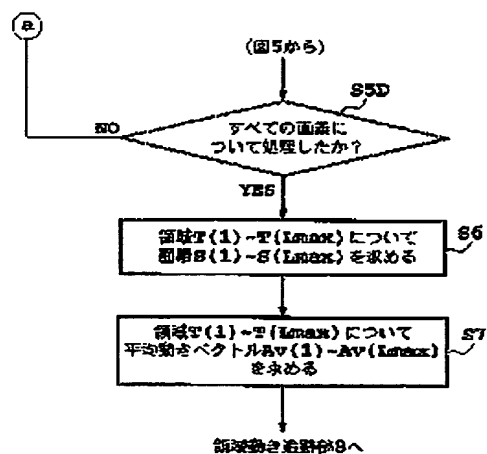 a
(図5から)
S5D
すべての画素に
ついて処理したか？
NO
YES
領域T(1)~T(Lmax)について
面積S(1)~S(Lmax)を求める
S6
領域T(1)~T(Lmax)について
平均動きベクトルAv(1)~Av(Lmax)
を求める
S7
領域動き追跡部9へ